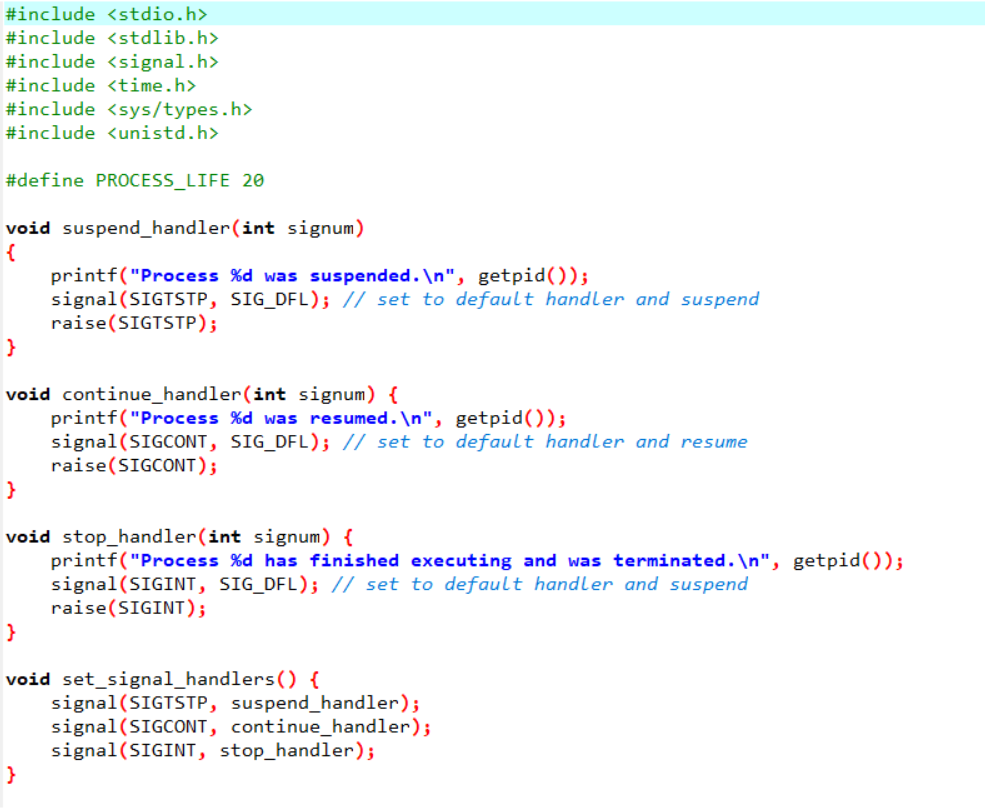 #include <stdio.h>
#include <stdlib.h>
#include <signal.h>
#include <time.h>
#include <sys/types.h>
#include <unistd.h>

#define PROCESS_LIFE 20

void suspend_handler(int signum)
{
    printf("Process %d was suspended.\n", getpid());
    signal(SIGTSTP, SIG_DFL); // set to default handler and suspend
    raise(SIGTSTP);
}

void continue_handler(int signum) {
    printf("Process %d was resumed.\n", getpid());
    signal(SIGCONT, SIG_DFL); // set to default handler and resume
    raise(SIGCONT);
}

void stop_handler(int signum) {
    printf("Process %d has finished executing and was terminated.\n", getpid());
    signal(SIGINT, SIG_DFL); // set to default handler and suspend
    raise(SIGINT);
}

void set_signal_handlers() {
    signal(SIGTSTP, suspend_handler);
    signal(SIGCONT, continue_handler);
    signal(SIGINT, stop_handler);
}